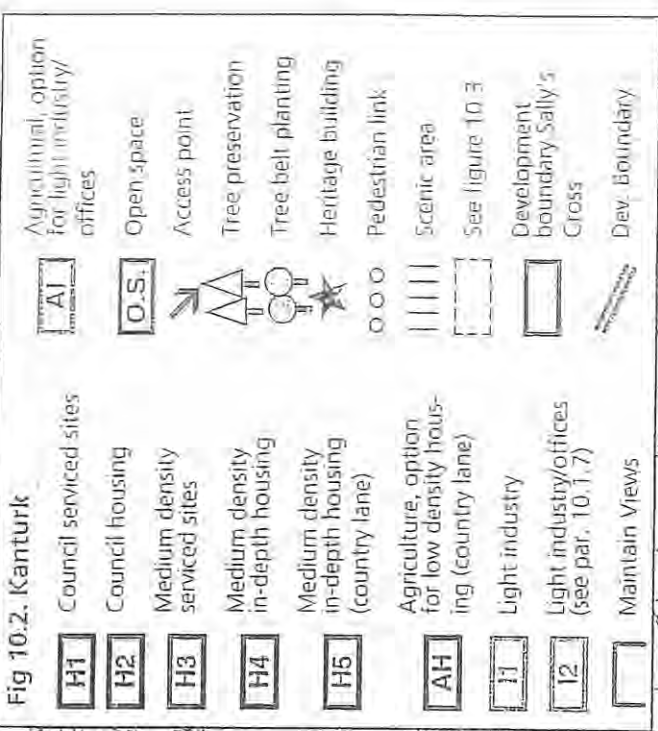 Fig 10.2. Kanturk
H1 Council serviced sites
H2 Council housing
H3 Medium density
serviced sites
H4 Medium density
in-depth housing
H5 Medium density
in-depth housing
(country lane)
AH Agriculture, option
for low density hous-
ing (country lane)
I1 Light industry
I2 Light industry/offices
(see par. 10.1.7)
Maintain Views
AI Agricultural, option
for light industry/
offices
O.S. Open space
Access point
Tree preservation
Tree belt planting
Heritage building
Pedestrian link
Scenic area
See figure 10.3
Development
boundary Sally's
Cross
Dev. Boundary